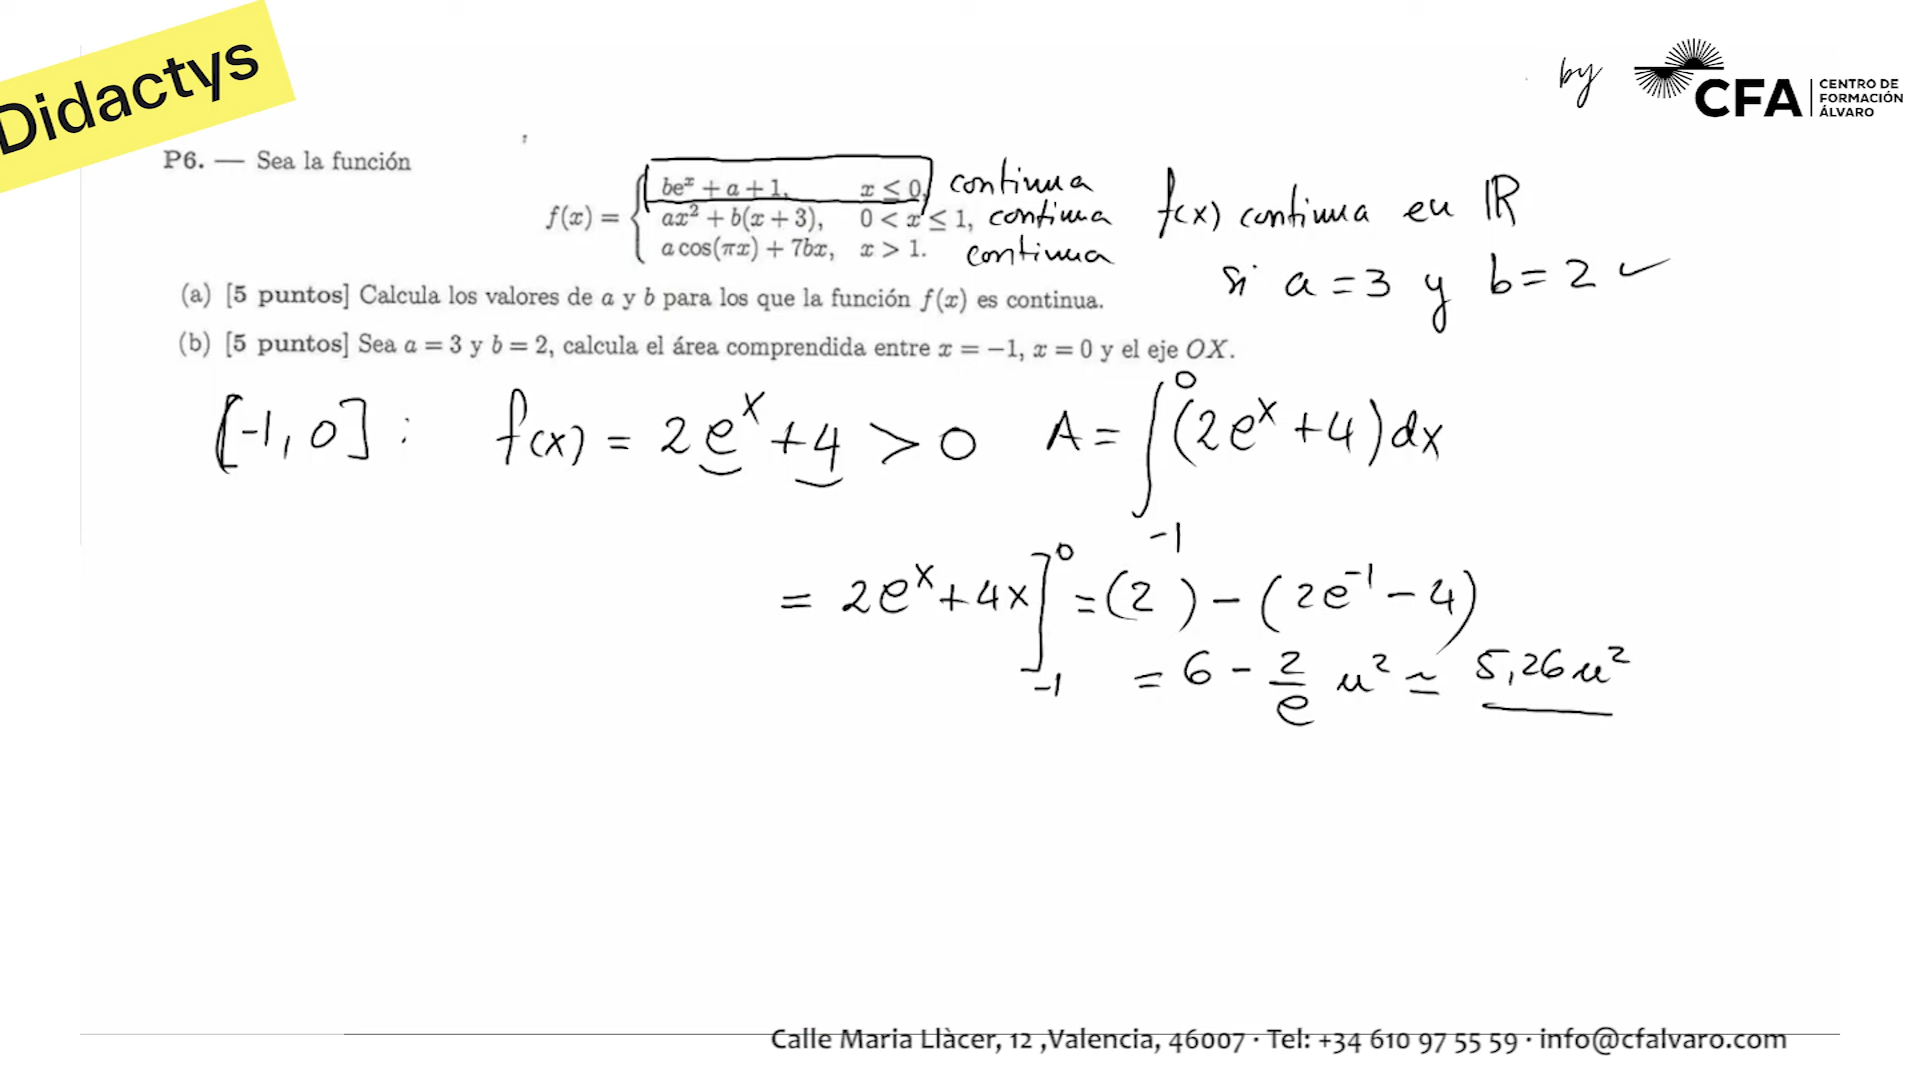 Didactys
by CFA CENTRO DE FORMACIÓN ÁLVARO
P6. — Sea la función
f(x) = { be^x + a + 1, x ≤ 0, continua
ax² + b(x + 3), 0 < x ≤ 1, continua
a cos(πx) + 7bx, x > 1. continua
f(x) continua en ℝ
si a = 3 y b = 2 ✓
(a) [5 puntos] Calcula los valores de a y b para los que la función f(x) es continua.
(b) [5 puntos] Sea a = 3 y b = 2, calcula el área comprendida entre x = −1, x = 0 y el eje OX.
[-1, 0] : f(x) = 2e^x + 4 > 0 A = ∫_{-1}^{0} (2e^x + 4) dx
= 2e^x + 4x ]_{-1}^{0} = (2 ) − (2e^{-1} − 4)
= 6 − 2/e u² ≃ 5,26 u²
Calle Maria Llàcer, 12 ,Valencia, 46007 · Tel: +34 610 97 55 59 · info@cfalvaro.com